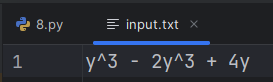 8.py input.txt ×
1 y^3 - 2y^3 + 4y